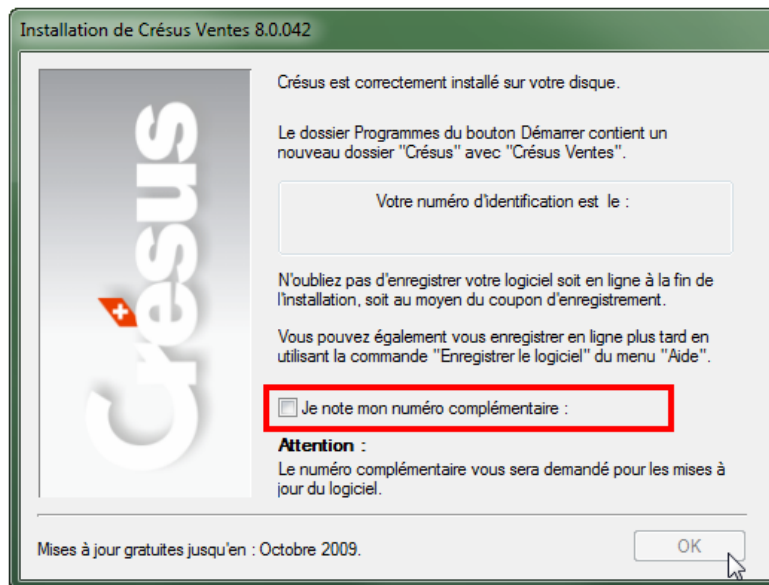 Installation de Crésus Ventes 8.0.042
Crésus
Crésus est correctement installé sur votre disque.
Le dossier Programmes du bouton Démarrer contient un
nouveau dossier "Crésus" avec "Crésus Ventes".
Votre numéro d'identification est le :
N'oubliez pas d'enregistrer votre logiciel soit en ligne à la fin de
l'installation, soit au moyen du coupon d'enregistrement.
Vous pouvez également vous enregistrer en ligne plus tard en
utilisant la commande "Enregistrer le logiciel" du menu "Aide".
Je note mon numéro complémentaire :
Attention :
Le numéro complémentaire vous sera demandé pour les mises à
jour du logiciel.
Mises à jour gratuites jusqu'en : Octobre 2009.
OK